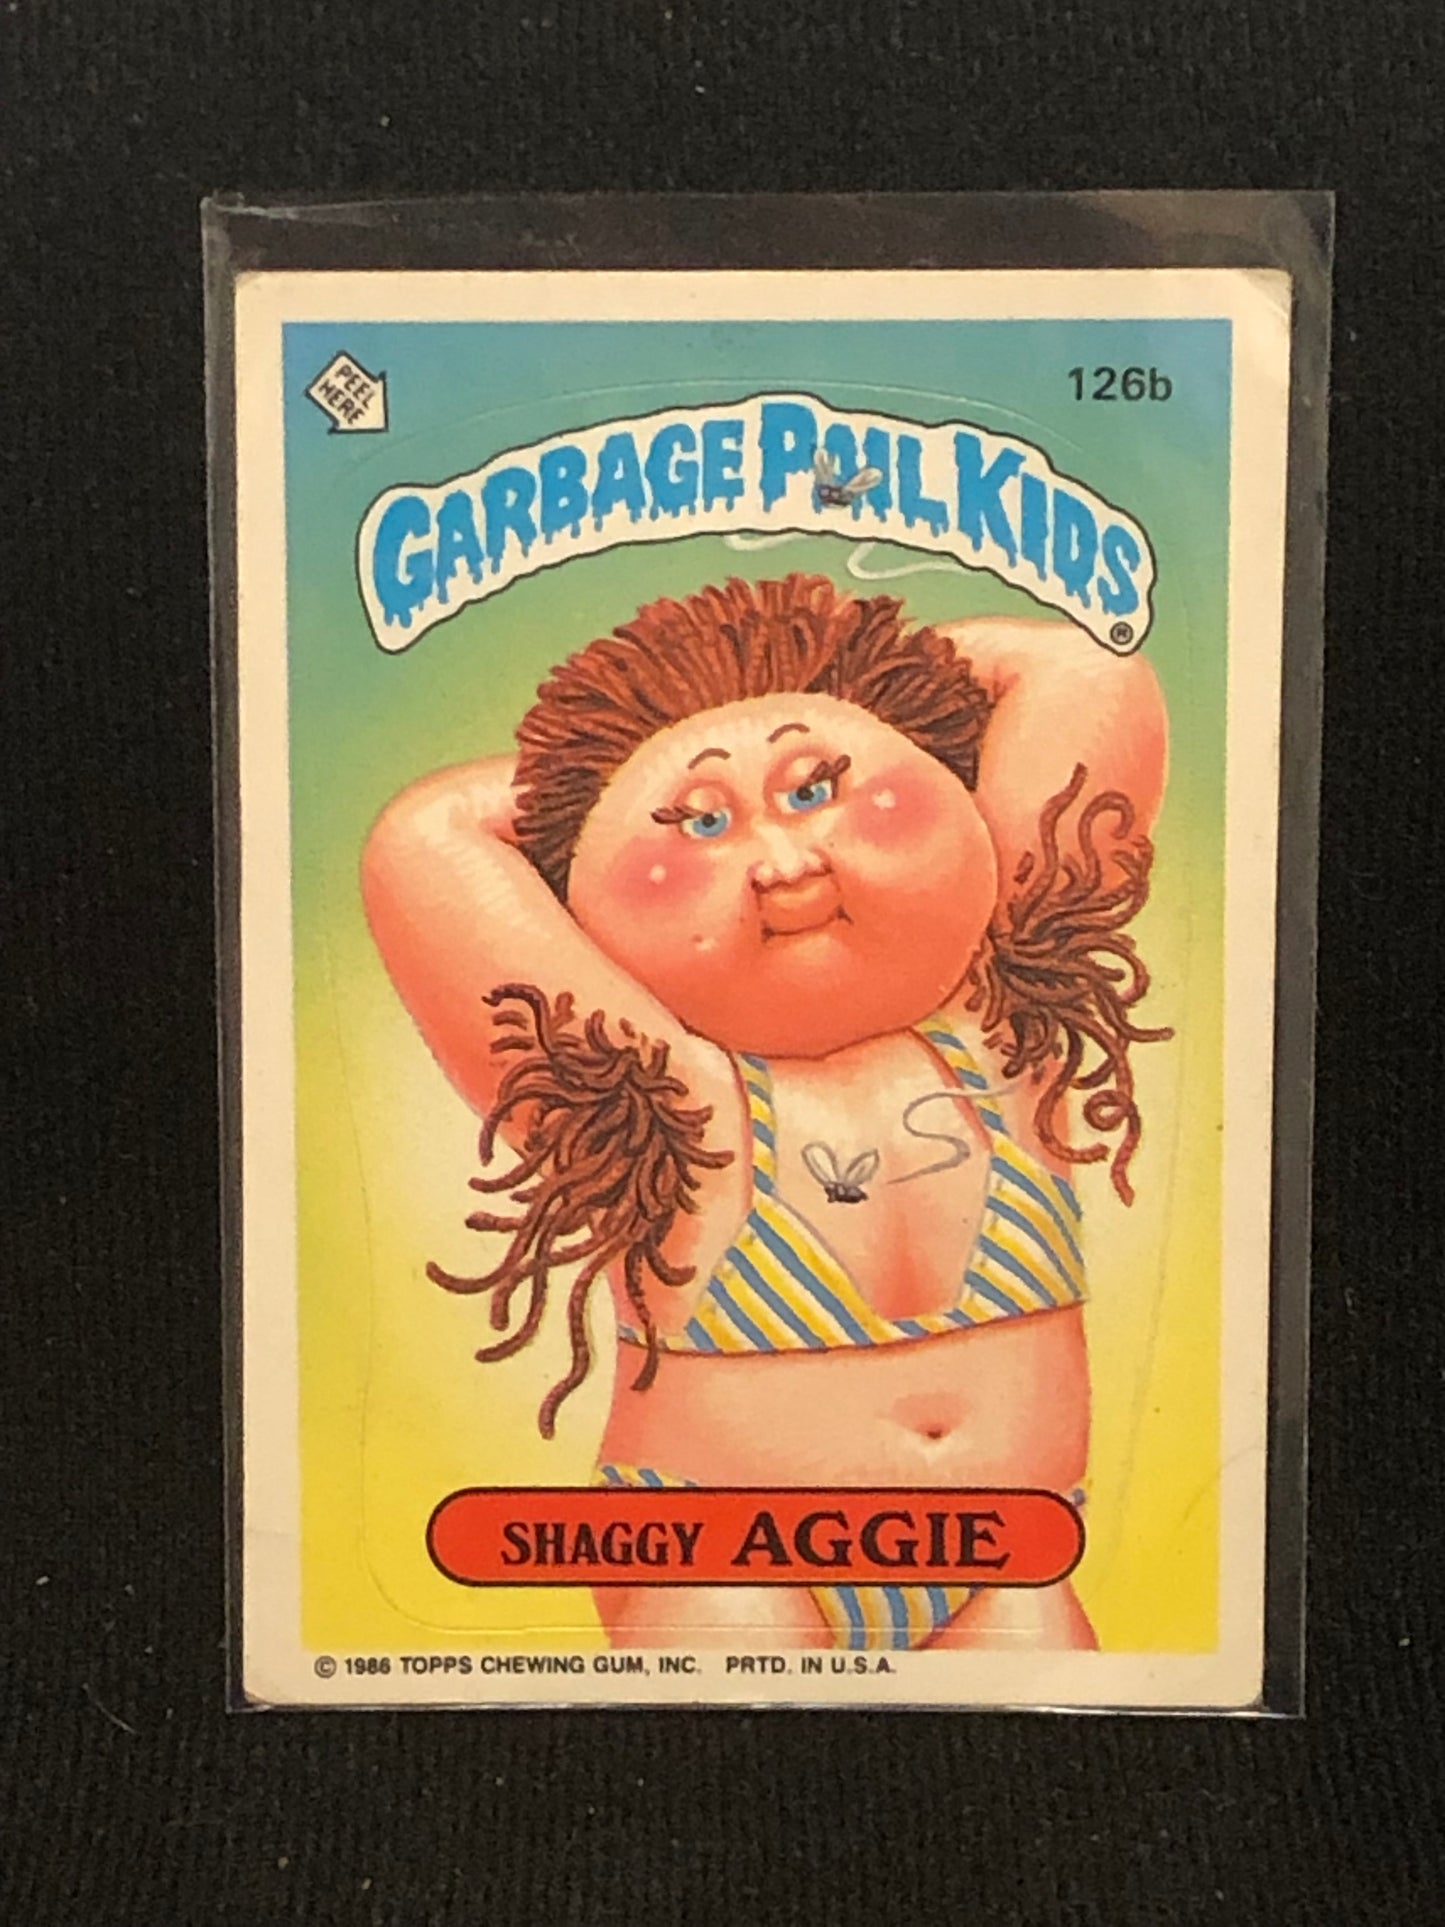 PEEL
HERE
126b
GARBAGE PAIL KIDS
®
SHAGGY AGGIE
© 1986 TOPPS CHEWING GUM, INC. PRTD. IN U.S.A.